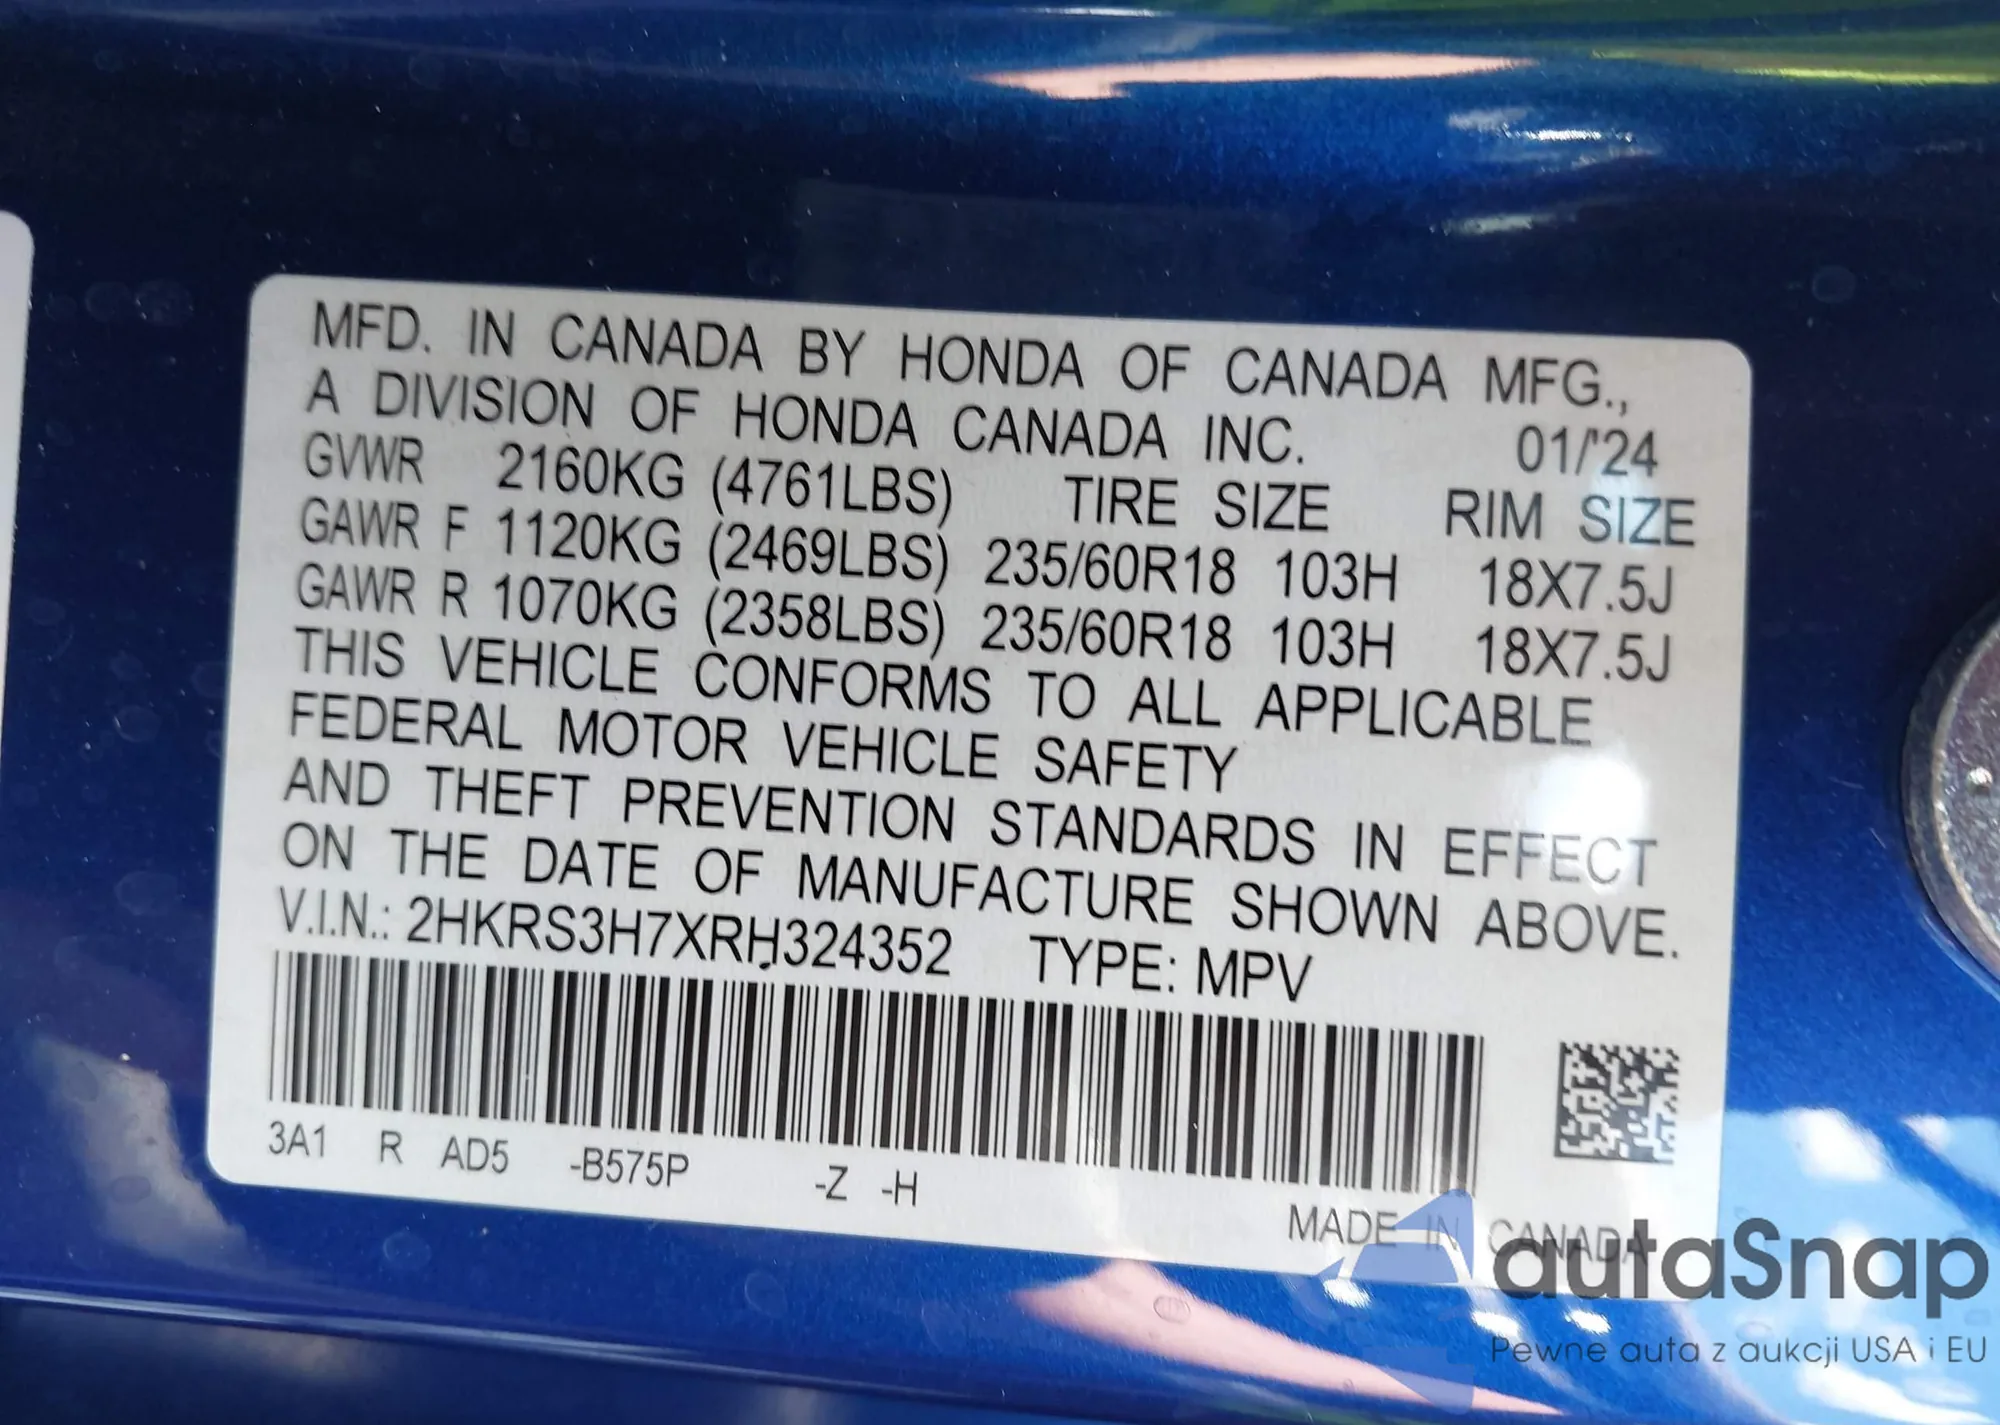 MFD. IN CANADA BY HONDA OF CANADA MFG.,
A DIVISION OF HONDA CANADA INC. 01/'24
GVWR 2160KG (4761LBS) TIRE SIZE RIM SIZE
GAWR F 1120KG (2469LBS) 235/60R18 103H 18X7.5J
GAWR R 1070KG (2358LBS) 235/60R18 103H 18X7.5J
THIS VEHICLE CONFORMS TO ALL APPLICABLE
FEDERAL MOTOR VEHICLE SAFETY
AND THEFT PREVENTION STANDARDS IN EFFECT
ON THE DATE OF MANUFACTURE SHOWN ABOVE.
V.I.N.: 2HKRS3H7XRH324352 TYPE: MPV
3A1 R AD5 -B575P -Z -H
MADE IN CANADA
autaSnap
Pewne auta z aukcji USA i EU